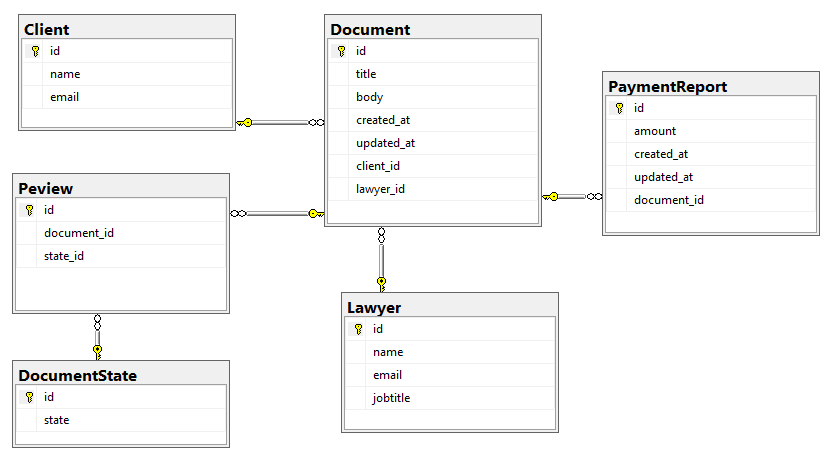 Client
id
name
email
Document
id
title
body
created_at
updated_at
client_id
lawyer_id
PaymentReport
id
amount
created_at
updated_at
document_id
Peview
id
document_id
state_id
Lawyer
id
name
email
jobtitle
DocumentState
id
state